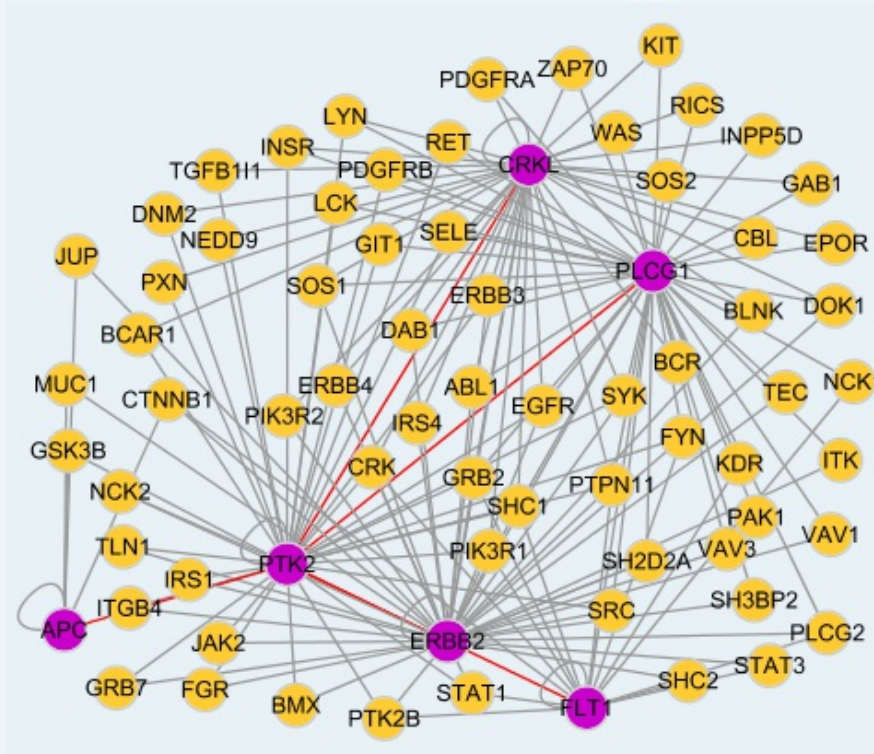 KIT
ZAP70
PDGFRA
RICS
LYN
WAS
INPP5D
RET
INSR
CRKL
TGFB1I1
PDGFRB
SOS2
GAB1
LCK
DNM2
SELE
NEDD9
GIT1
CBL
EPOR
JUP
PLCG1
PXN
SOS1
ERBB3
BLNK
DOK1
BCAR1
DAB1
BCR
MUC1
CTNNB1
ERBB4
ABL1
SYK
TEC
NCK
PIK3R2
EGFR
IRS4
FYN
GSK3B
CRK
KDR
ITK
NCK2
GRB2
PTPN11
SHC1
PAK1
TLN1
PIK3R1
VAV1
PTK2
SH2D2A
VAV3
IRS1
ITGB4
SRC
SH3BP2
APC
JAK2
ERBB2
PLCG2
STAT3
GRB7
FGR
SHC2
STAT1
BMX
PTK2B
FLT1